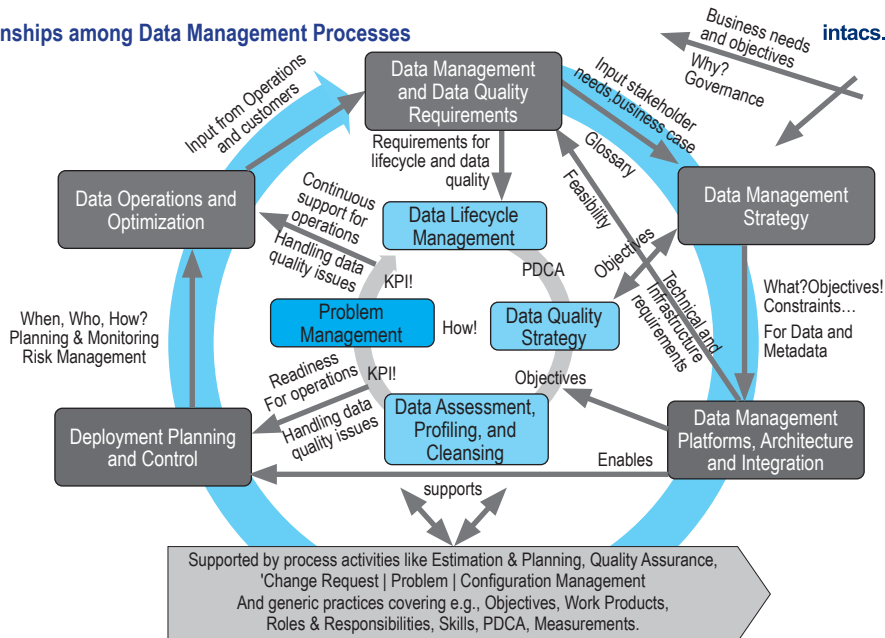 nships among Data Management Processes
intacs.
Business needs
and objectives
Why?
Governance
Data Management
and Data Quality
Requirements
Input from Operations
and customers
Input stakeholder
needs,business case
Glossary
Requirements for
lifecycle and data
quality
Feasibility
Data Operations and
Optimization
Continuous
support for
operations
Handling data
quality issues
Data Lifecycle
Management
Data Management
Strategy
Objectives
PDCA
KPI!
Technical and
Infrastructure
requirements
What?Objectives!
Constraints…
For Data and
Metadata
When, Who, How?
Planning & Monitoring
Risk Management
Problem
Management
How!
Data Quality
Strategy
Readiness
For operations
KPI!
Objectives
Handling data
quality issues
Data Assessment,
Profiling, and
Cleansing
Deployment Planning
and Control
Data Management
Platforms, Architecture
and Integration
Enables
supports
Supported by process activities like Estimation & Planning, Quality Assurance,
'Change Request | Problem | Configuration Management
And generic practices covering e.g., Objectives, Work Products,
Roles & Responsibilities, Skills, PDCA, Measurements.